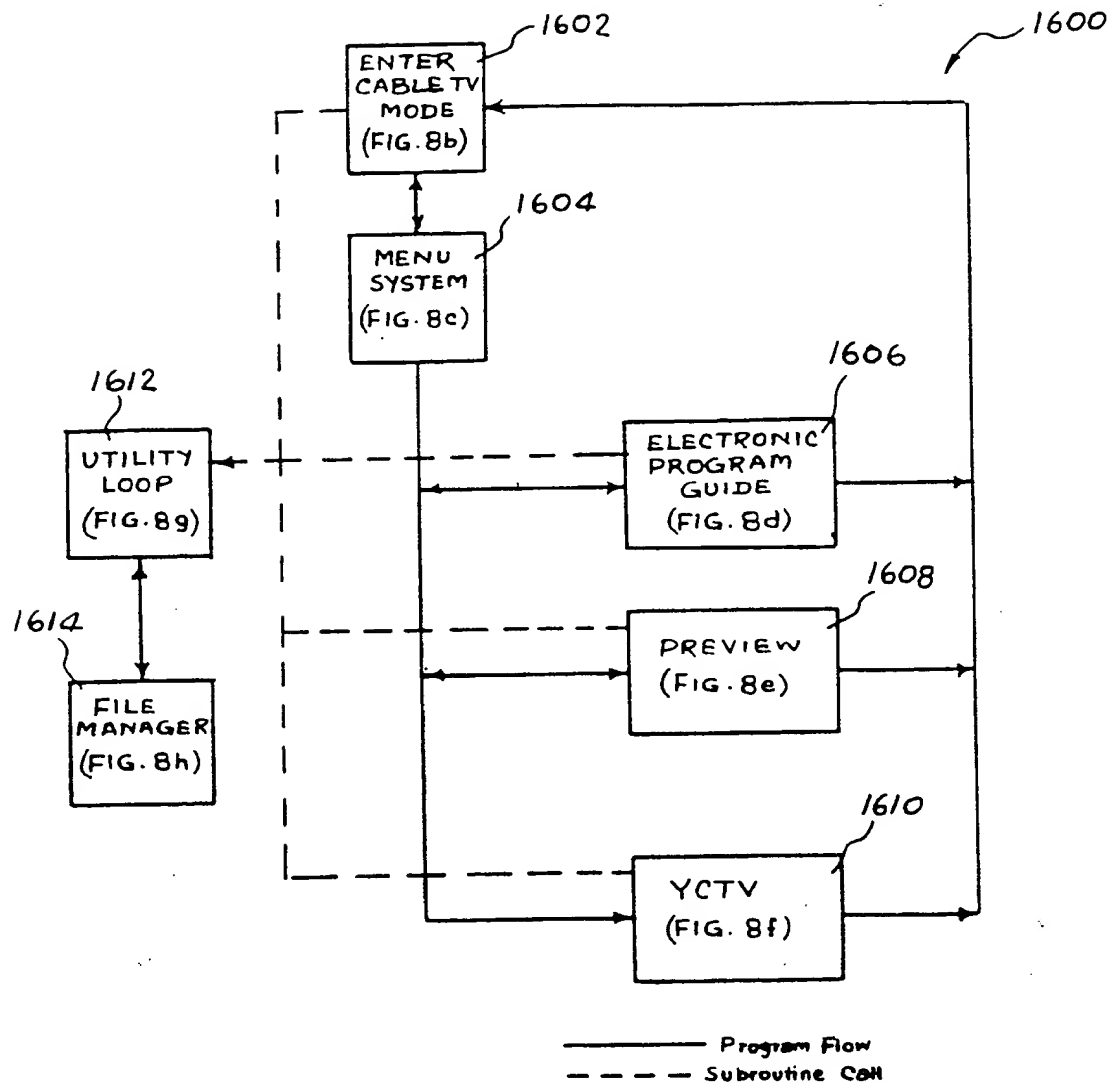 1602
1600
ENTER
CABLE TV
MODE
(FIG. 8b)
1604
MENU
SYSTEM
(FIG. 8c)
1606
1612
ELECTRONIC
PROGRAM
GUIDE
(FIG. 8d)
UTILITY
LOOP
(FIG. 8g)
1608
1614
PREVIEW
(FIG. 8e)
FILE
MANAGER
(FIG. 8h)
1610
YCTV
(FIG. 8f)
Program Flow
Subroutine Call